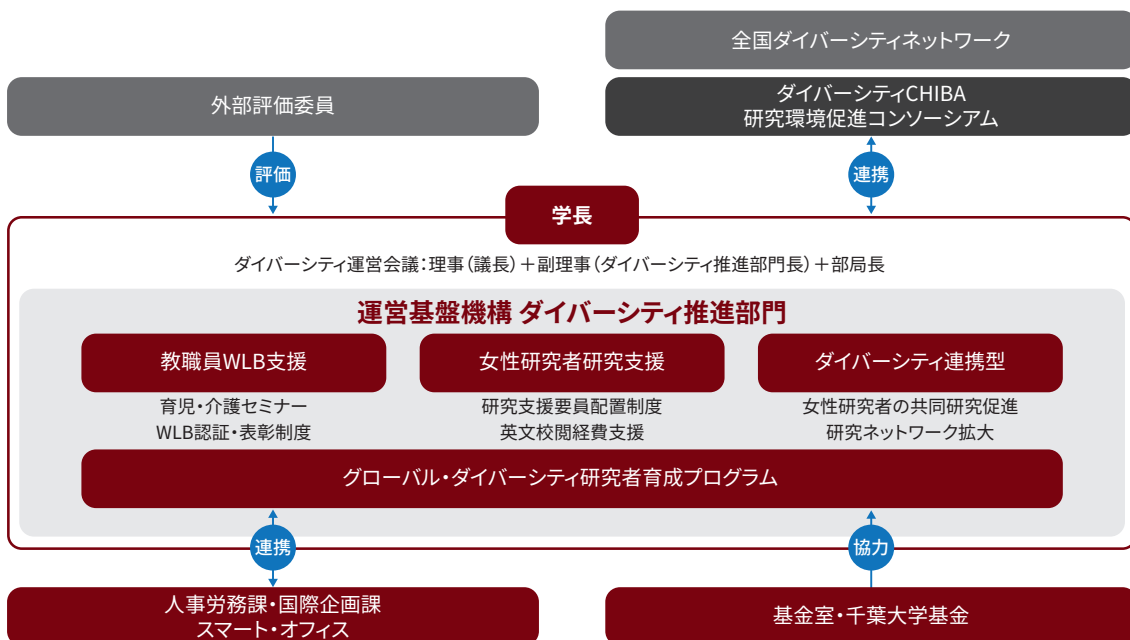 全国ダイバーシティネットワーク
外部評価委員
ダイバーシティCHIBA
研究環境促進コンソーシアム
評価
連携
学長
ダイバーシティ運営会議：理事（議長）＋副理事（ダイバーシティ推進部門長）＋部局長
運営基盤機構 ダイバーシティ推進部門
教職員WLB支援
女性研究者研究支援
ダイバーシティ連携型
育児・介護セミナー
WLB認証・表彰制度
研究支援要員配置制度
英文校閲経費支援
女性研究者の共同研究促進
研究ネットワーク拡大
グローバル・ダイバーシティ研究者育成プログラム
連携
協力
人事労務課・国際企画課
スマート・オフィス
基金室・千葉大学基金